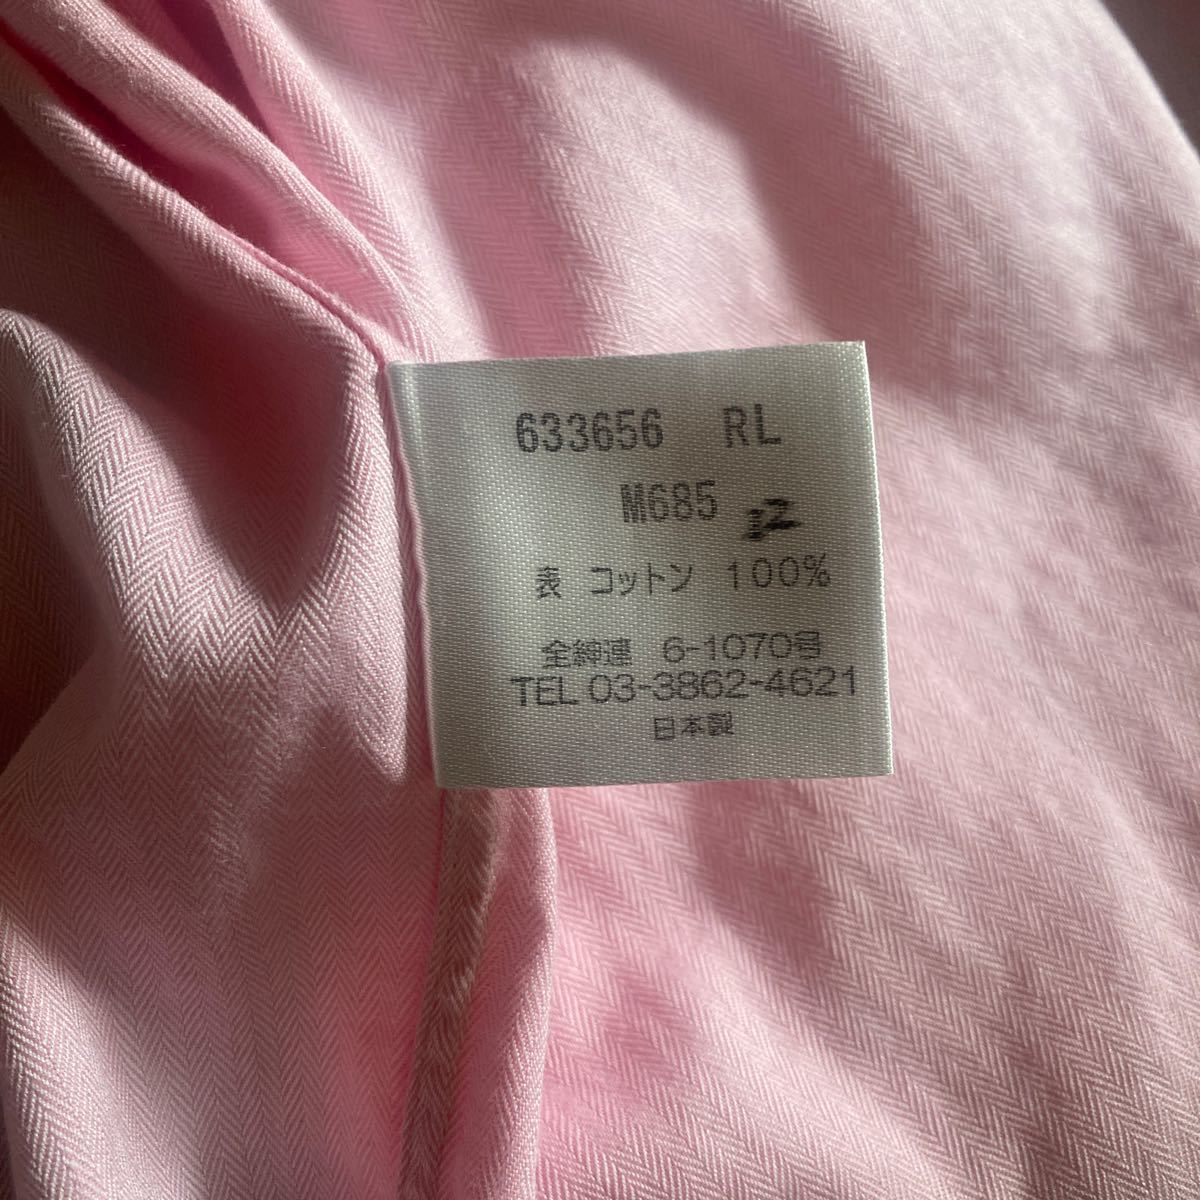 633656 RL
M685
表 コットン 100%
全紳連 6-1070号
TEL 03-3862-4621
日本製